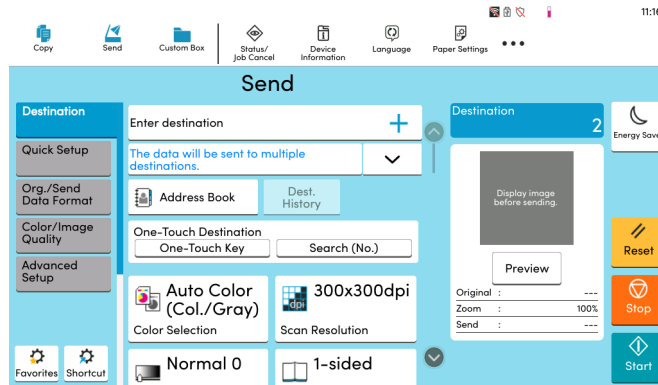 11:16
Copy
Send
Custom Box
Status/
Job Cancel
Device
Information
Language
Paper Settings
Send
Destination
Quick Setup
Org./Send
Data Format
Color/Image
Quality
Advanced
Setup
Favorites
Shortcut
Enter destination
The data will be sent to multiple
destinations.
Address Book
Dest.
History
One-Touch Destination
One-Touch Key
Search (No.)
Auto Color
(Col./Gray)
Color Selection
300x300dpi
dpi
Scan Resolution
Normal 0
1-sided
Destination
2
Display image
before sending.
Preview
Original : ---
Zoom : 100%
Send : ---
Energy Save
Reset
Stop
Start